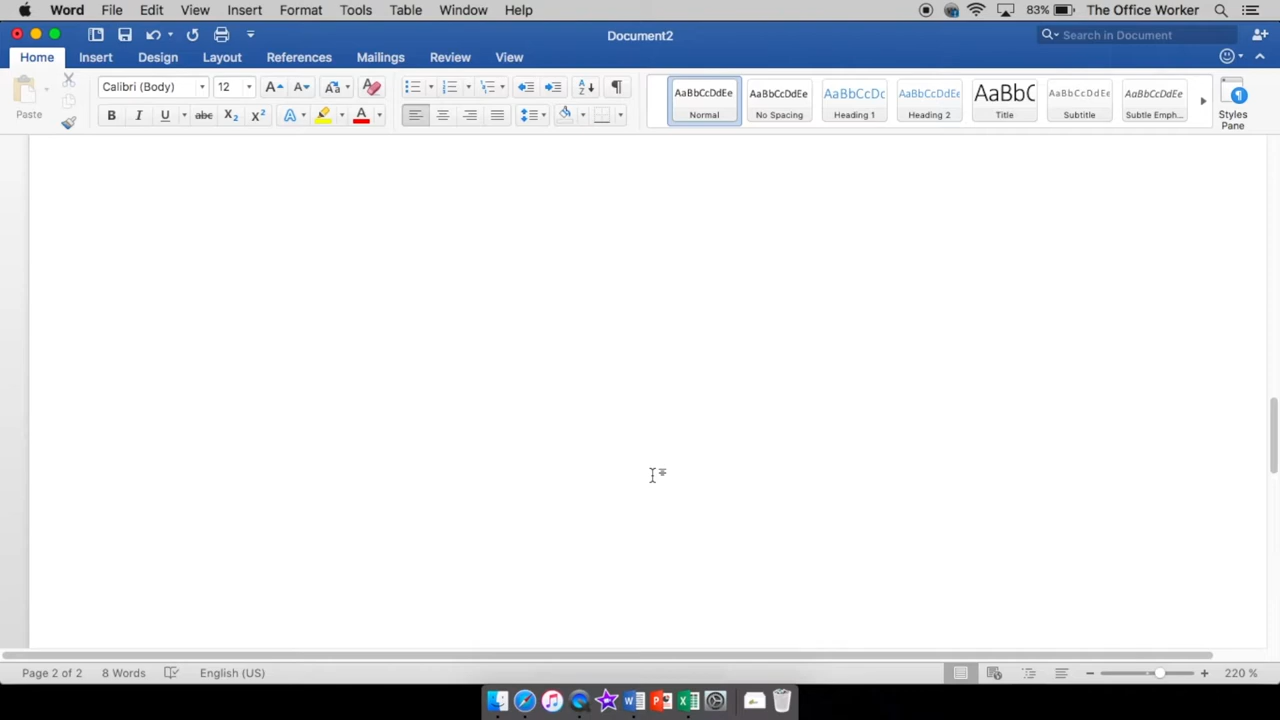 Word File Edit View Insert Format Tools Table Window Help 83% The Office Worker
Document2 Search in Document
Home Insert Design Layout References Mailings Review View
Paste Calibri (Body) 12 A A A Z ¶ AaBbCcDdEe AaBbCcDdEe AaBbCcDc AaBbCcDdEe AaBbC AaBbCcDdEe AaBbCcDdEe
B I U abc X₂ X² A A Normal No Spacing Heading 1 Heading 2 Title Subtitle Subtle Emph... Styles
Pane
Page 2 of 2 8 Words English (US) 220 %